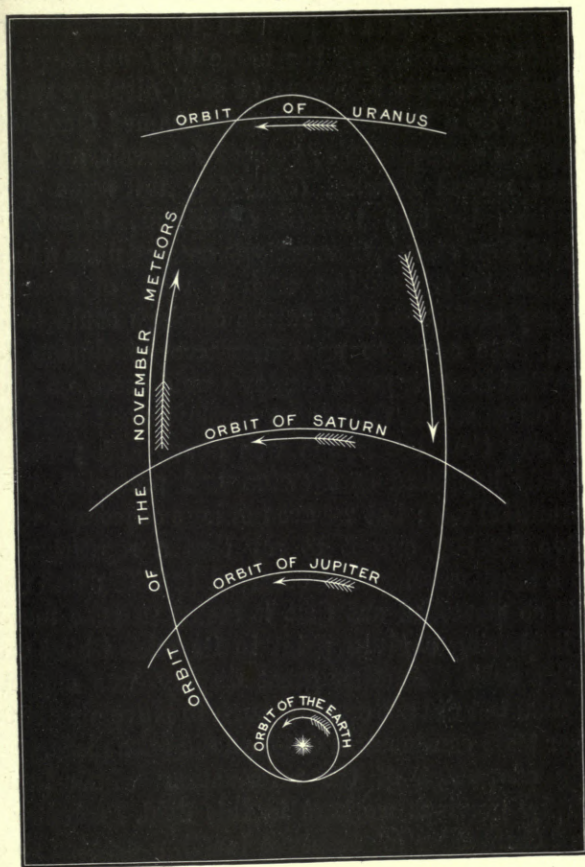 ORBIT OF URANUS
ORBIT OF THE NOVEMBER METEORS
ORBIT OF SATURN
ORBIT OF JUPITER
ORBIT OF THE EARTH